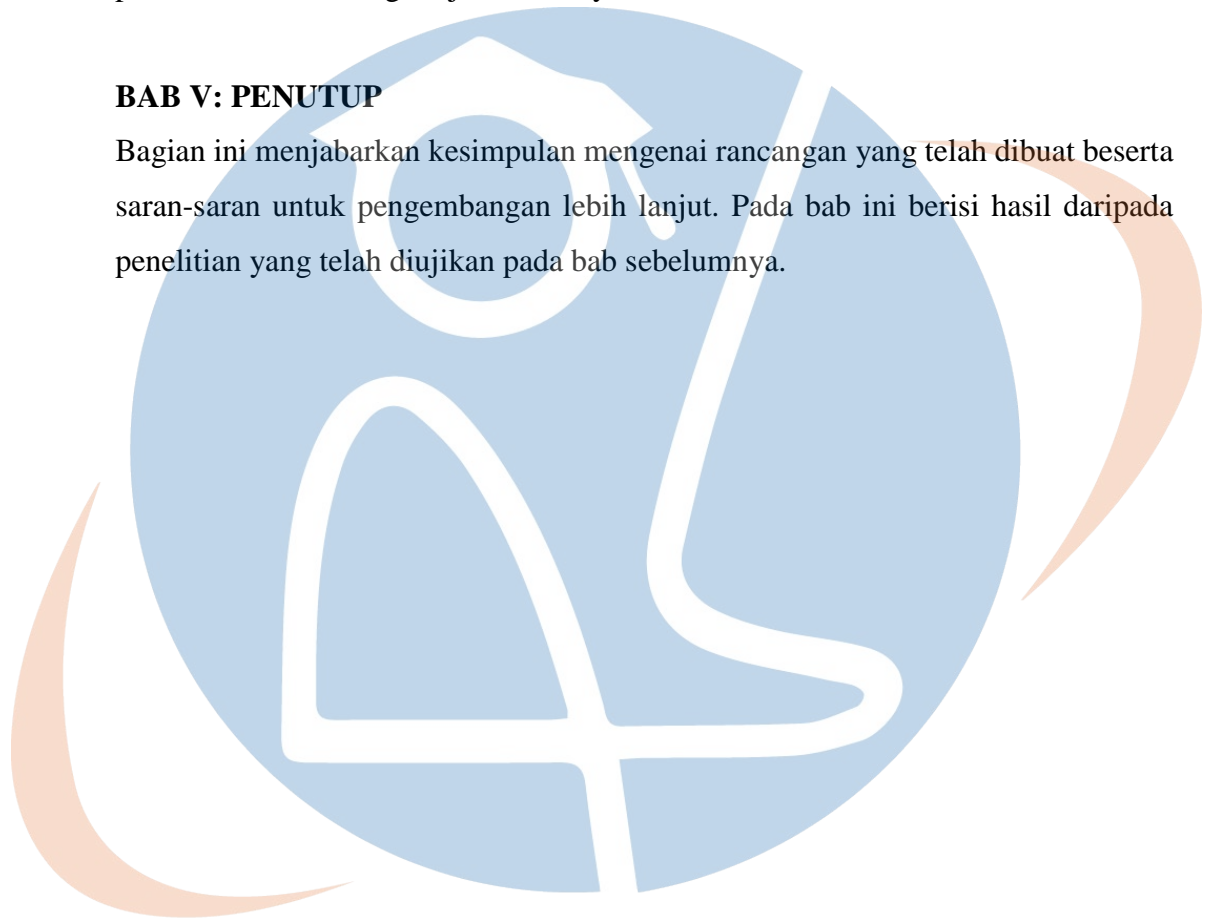 BAB V: PENUTUP
Bagian ini menjabarkan kesimpulan mengenai rancangan yang telah dibuat beserta
saran-saran untuk pengembangan lebih lanjut. Pada bab ini berisi hasil daripada
penelitian yang telah diujikan pada bab sebelumnya.